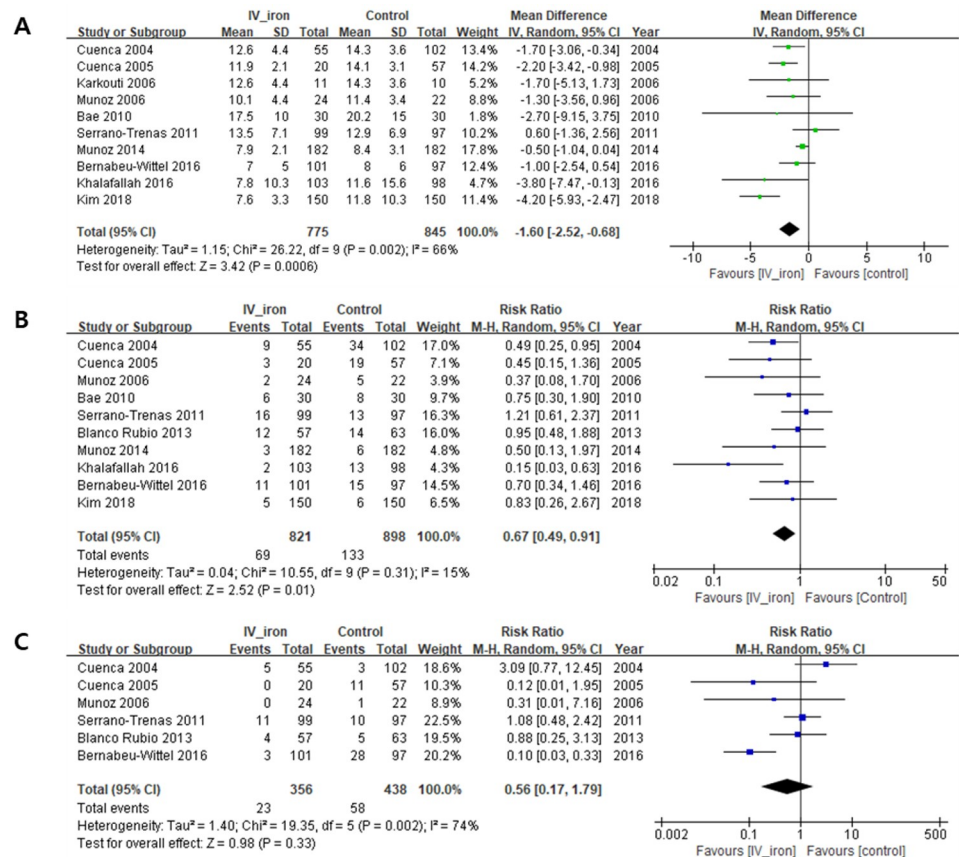 A
IV_iron Control Mean Difference Mean Difference
Study or Subgroup Mean SD Total Mean SD Total Weight IV, Random, 95% CI Year IV, Random, 95% CI
Cuenca 2004 12.6 4.4 55 14.3 3.6 102 13.4% -1.70 [-3.06, -0.34] 2004
Cuenca 2005 11.9 2.1 20 14.1 3.1 57 14.2% -2.20 [-3.42, -0.98] 2005
Karkouti 2006 12.6 4.4 11 14.3 3.6 10 5.2% -1.70 [-5.13, 1.73] 2006
Munoz 2006 10.1 4.4 24 11.4 3.4 22 8.8% -1.30 [-3.56, 0.96] 2006
Bae 2010 17.5 10 30 20.2 15 30 1.8% -2.70 [-9.15, 3.75] 2010
Serrano-Trenas 2011 13.5 7.1 99 12.9 6.9 97 10.2% 0.60 [-1.36, 2.56] 2011
Munoz 2014 7.9 2.1 182 8.4 3.1 182 17.8% -0.50 [-1.04, 0.04] 2014
Bernabeu-Wittel 2016 7 5 101 8 6 97 12.4% -1.00 [-2.54, 0.54] 2016
Khalafallah 2016 7.8 10.3 103 11.6 15.6 98 4.7% -3.80 [-7.47, -0.13] 2016
Kim 2018 7.6 3.3 150 11.8 10.3 150 11.4% -4.20 [-5.93, -2.47] 2018
Total (95% CI) 775 845 100.0% -1.60 [-2.52, -0.68]
Heterogeneity: Tau² = 1.15; Chi² = 26.22, df = 9 (P = 0.002); I² = 66%
Test for overall effect: Z = 3.42 (P = 0.0006)
-10 -5 0 5 10
Favours [IV_iron] Favours [control]
B
IV_iron Control Risk Ratio Risk Ratio
Study or Subgroup Events Total Events Total Weight M-H, Random, 95% CI Year M-H, Random, 95% CI
Cuenca 2004 9 55 34 102 17.0% 0.49 [0.25, 0.95] 2004
Cuenca 2005 3 20 19 57 7.1% 0.45 [0.15, 1.36] 2005
Munoz 2006 2 24 5 22 3.9% 0.37 [0.08, 1.70] 2006
Bae 2010 6 30 8 30 9.7% 0.75 [0.30, 1.90] 2010
Serrano-Trenas 2011 16 99 13 97 16.3% 1.21 [0.61, 2.37] 2011
Blanco Rubio 2013 12 57 14 63 16.0% 0.95 [0.48, 1.88] 2013
Munoz 2014 3 182 6 182 4.8% 0.50 [0.13, 1.97] 2014
Khalafallah 2016 2 103 13 98 4.3% 0.15 [0.03, 0.63] 2016
Bernabeu-Wittel 2016 11 101 15 97 14.5% 0.70 [0.34, 1.46] 2016
Kim 2018 5 150 6 150 6.5% 0.83 [0.26, 2.67] 2018
Total (95% CI) 821 898 100.0% 0.67 [0.49, 0.91]
Total events 69 133
Heterogeneity: Tau² = 0.04; Chi² = 10.55, df = 9 (P = 0.31); I² = 15%
Test for overall effect: Z = 2.52 (P = 0.01)
0.02 0.1 1 10 50
Favours [IV_iron] Favours [Control]
C
IV_iron Control Risk Ratio Risk Ratio
Study or Subgroup Events Total Events Total Weight M-H, Random, 95% CI Year M-H, Random, 95% CI
Cuenca 2004 5 55 3 102 18.6% 3.09 [0.77, 12.45] 2004
Cuenca 2005 0 20 11 57 10.3% 0.12 [0.01, 1.95] 2005
Munoz 2006 0 24 1 22 8.9% 0.31 [0.01, 7.16] 2006
Serrano-Trenas 2011 11 99 10 97 22.5% 1.08 [0.48, 2.42] 2011
Blanco Rubio 2013 4 57 5 63 19.5% 0.88 [0.25, 3.13] 2013
Bernabeu-Wittel 2016 3 101 28 97 20.2% 0.10 [0.03, 0.33] 2016
Total (95% CI) 356 438 100.0% 0.56 [0.17, 1.79]
Total events 23 58
Heterogeneity: Tau² = 1.40; Chi² = 19.35, df = 5 (P = 0.002); I² = 74%
Test for overall effect: Z = 0.98 (P = 0.33)
0.002 0.1 1 10 500
Favours [IV_iron] Favours [Control]